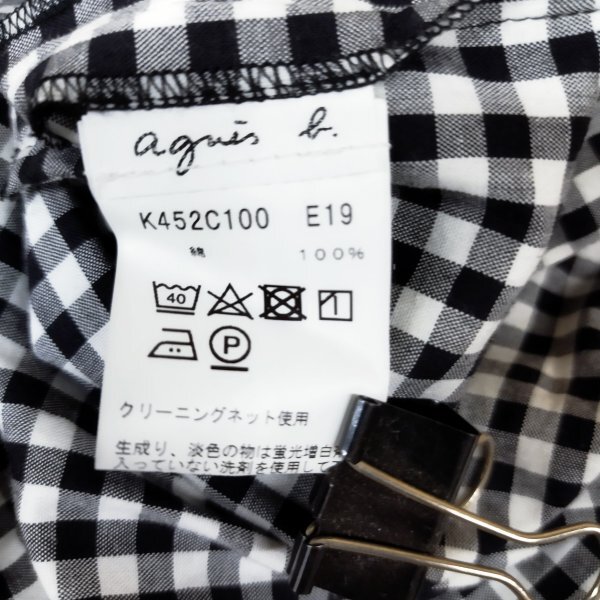 agnès b.
K452C100 E19
綿 100%
40
P
クリーニングネット使用
生成り、淡色の物は蛍光増白
入っていない洗剤を使用して